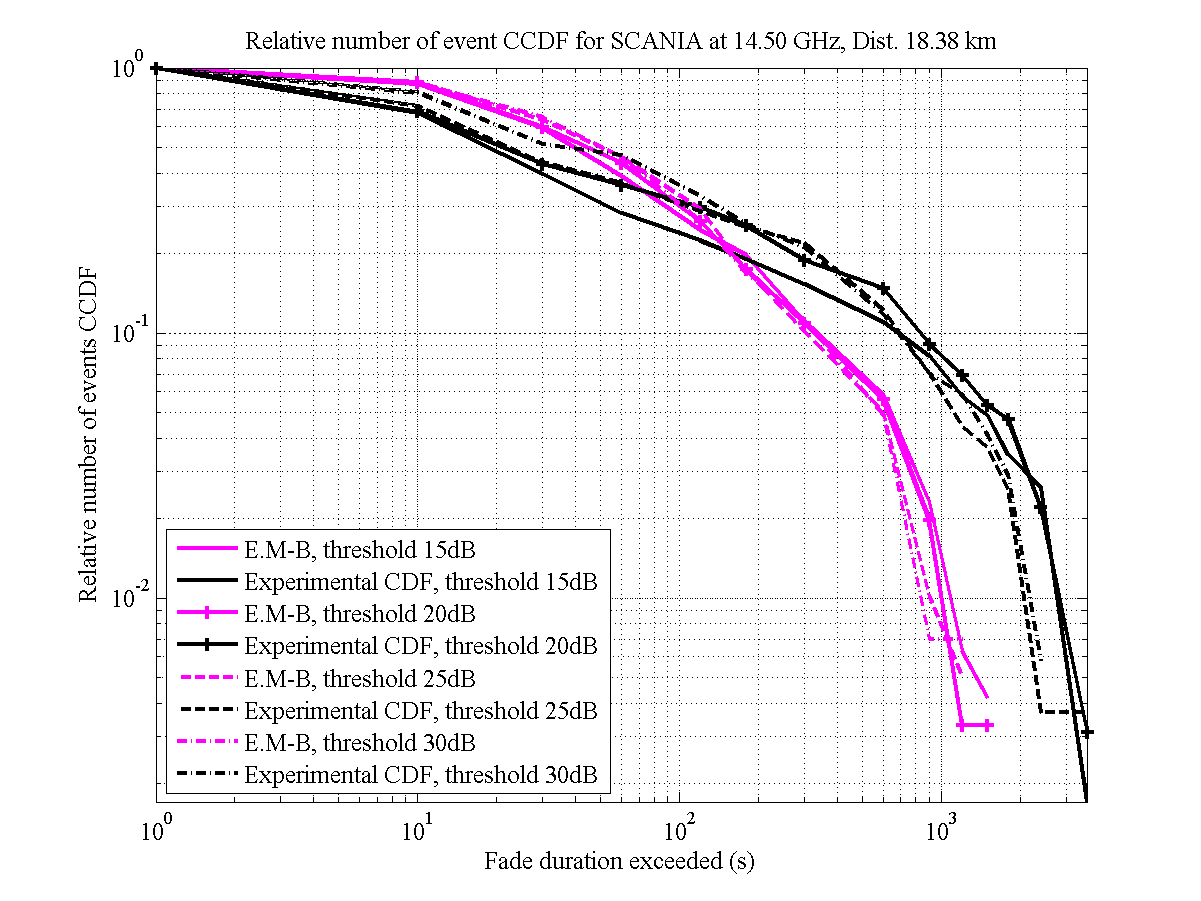 Relative number of event CCDF for SCANIA at 14.50 GHz, Dist. 18.38 km
10^0
10^-1
10^-2
Relative number of events CCDF
E.M-B, threshold 15dB
Experimental CDF, threshold 15dB
E.M-B, threshold 20dB
Experimental CDF, threshold 20dB
E.M-B, threshold 25dB
Experimental CDF, threshold 25dB
E.M-B, threshold 30dB
Experimental CDF, threshold 30dB
10^0 10^1 10^2 10^3
Fade duration exceeded (s)